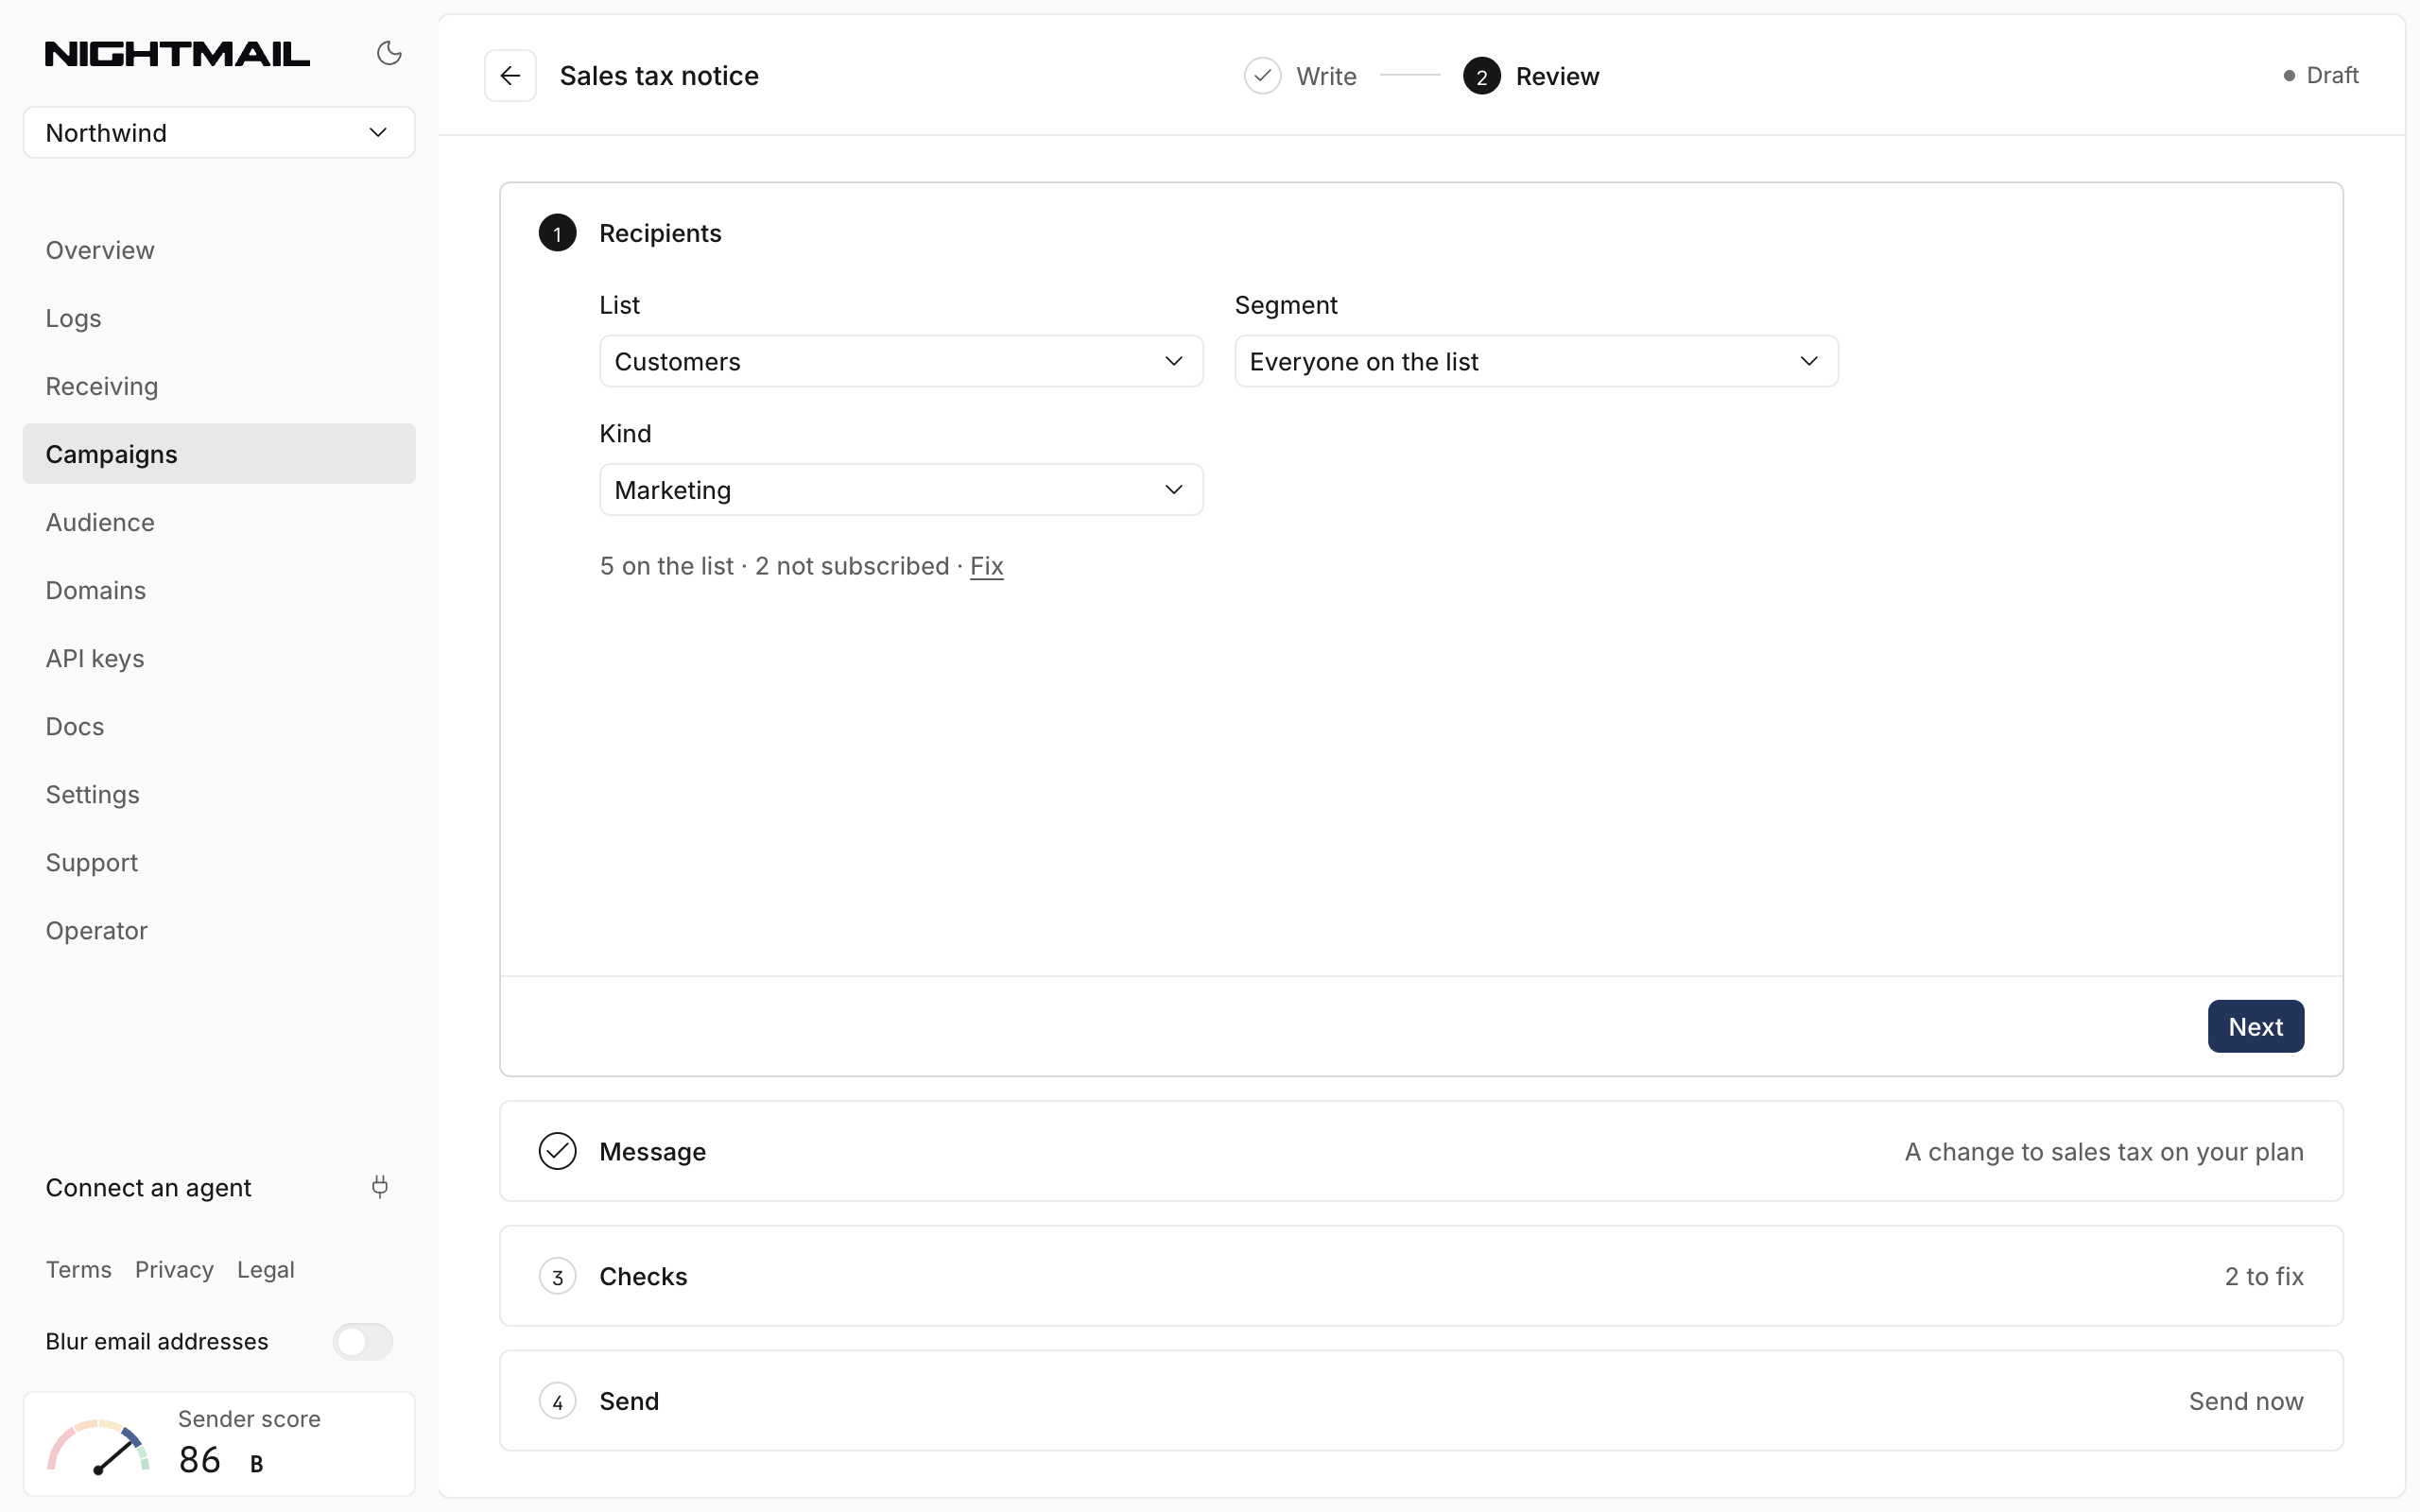 NIGHTMAIL
Northwind
Overview
Logs
Receiving
Campaigns
Audience
Domains
API keys
Docs
Settings
Support
Operator
Connect an agent
Terms Privacy Legal
Blur email addresses
Sender score
86 B
Sales tax notice
Write
2 Review
Draft
1 Recipients
List
Customers
Segment
Everyone on the list
Kind
Marketing
5 on the list · 2 not subscribed · Fix
Next
Message
A change to sales tax on your plan
3 Checks
2 to fix
4 Send
Send now